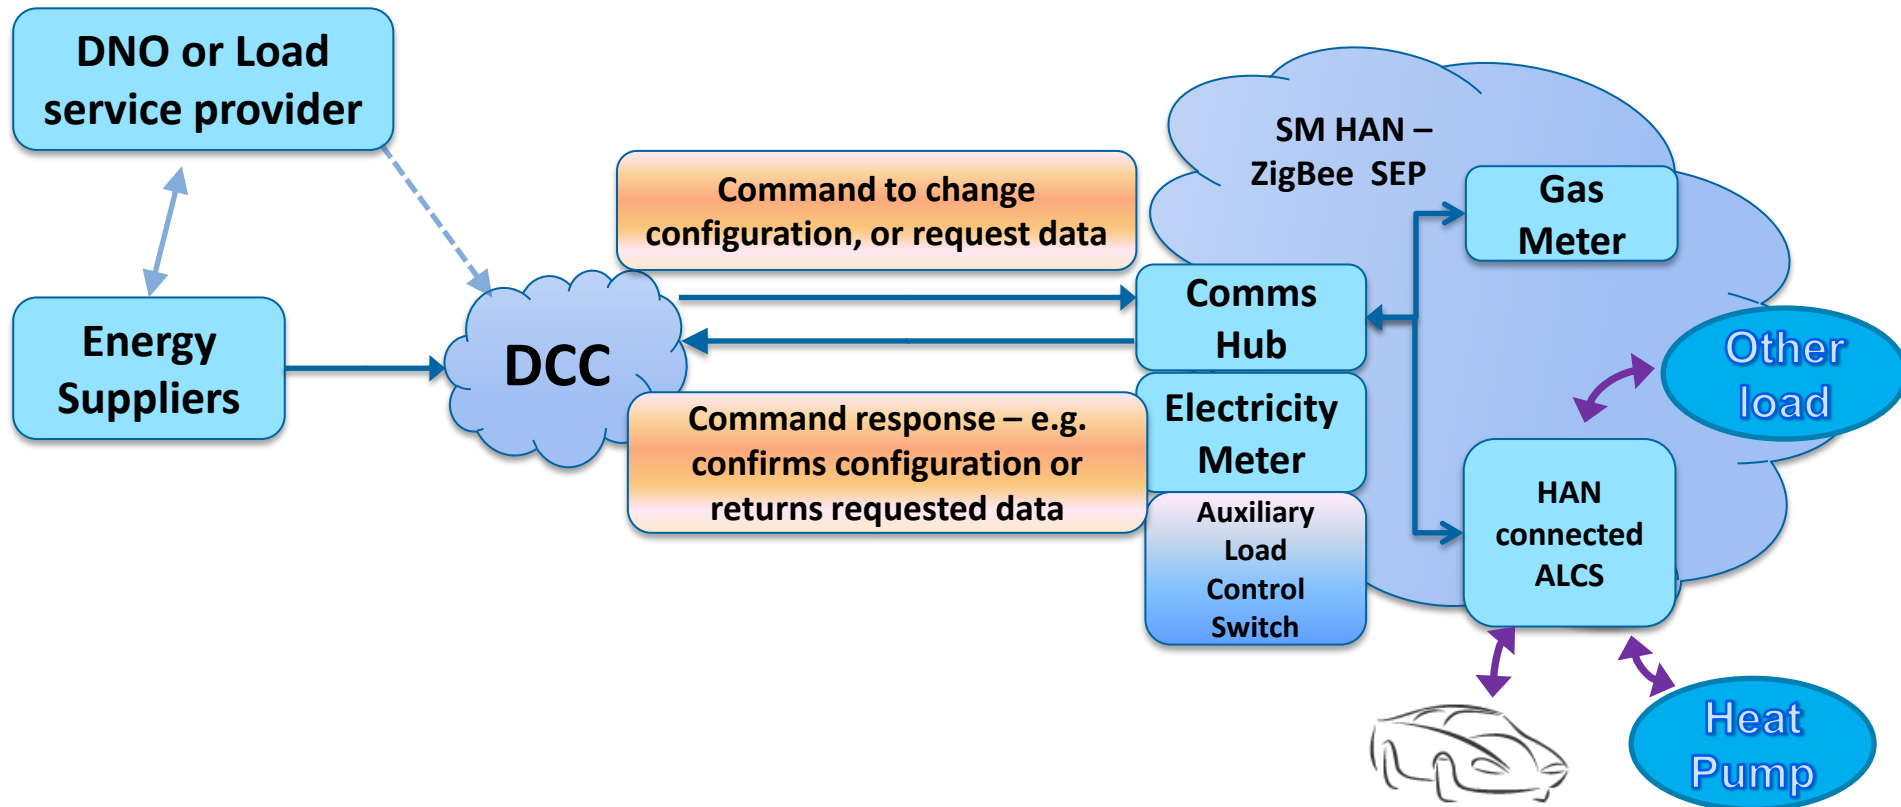 DNO or Load
service provider
Energy
Suppliers
DCC
Command to change
configuration, or request data
Command response – e.g.
confirms configuration or
returns requested data
Comms
Hub
Electricity
Meter
Auxiliary
Load
Control
Switch
SM HAN –
ZigBee SEP
Gas
Meter
Other
load
HAN
connected
ALCS
Heat
Pump